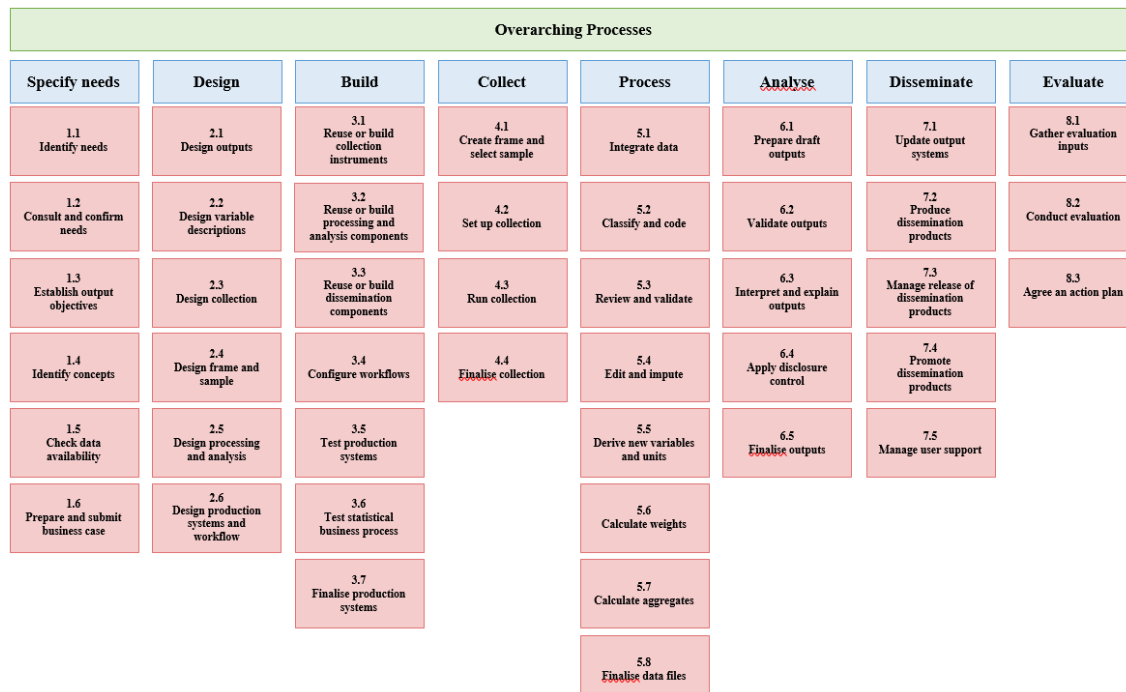 Overarching Processes
Specify needs
Design
Build
Collect
Process
Analyse
Disseminate
Evaluate
1.1
Identify needs
1.2
Consult and confirm
needs
1.3
Establish output
objectives
1.4
Identify concepts
1.5
Check data
availability
1.6
Prepare and submit
business case
2.1
Design outputs
2.2
Design variable
descriptions
2.3
Design collection
2.4
Design frame and
sample
2.5
Design processing
and analysis
2.6
Design production
systems and
workflow
3.1
Reuse or build
collection
instruments
3.2
Reuse or build
processing and
analysis components
3.3
Reuse or build
dissemination
components
3.4
Configure workflows
3.5
Test production
systems
3.6
Test statistical
business process
3.7
Finalise production
systems
4.1
Create frame and
select sample
4.2
Set up collection
4.3
Run collection
4.4
Finalise collection
5.1
Integrate data
5.2
Classify and code
5.3
Review and validate
5.4
Edit and impute
5.5
Derive new variables
and units
5.6
Calculate weights
5.7
Calculate aggregates
5.8
Finalise data files
6.1
Prepare draft
outputs
6.2
Validate outputs
6.3
Interpret and explain
outputs
6.4
Apply disclosure
control
6.5
Finalise outputs
7.1
Update output
systems
7.2
Produce
dissemination
products
7.3
Manage release of
dissemination
products
7.4
Promote
dissemination
products
7.5
Manage user support
8.1
Gather evaluation
inputs
8.2
Conduct evaluation
8.3
Agree an action plan